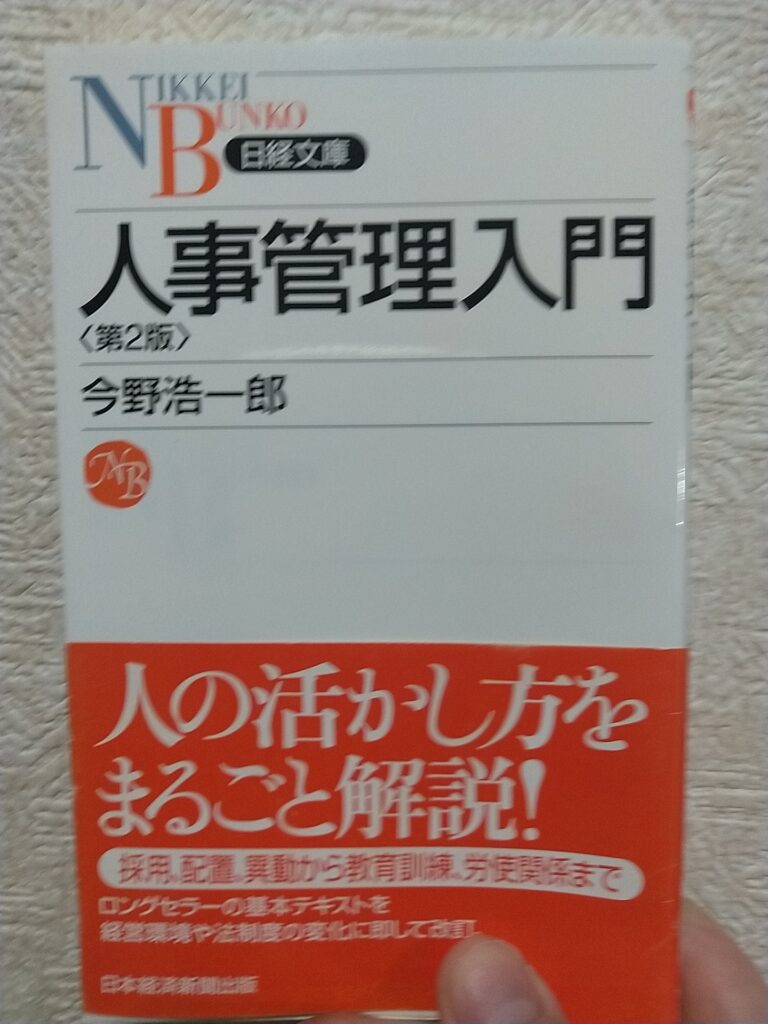 NIKKEI
BUNKO
日経文庫
人事管理入門
〈第2版〉
今野浩一郎
NB
人の活かし方を
まるごと解説!
採用、配置、異動から教育訓練、労使関係まで
ロングセラーの基本テキストを
経営環境や法制度の変化に即して改訂。
日本経済新聞出版